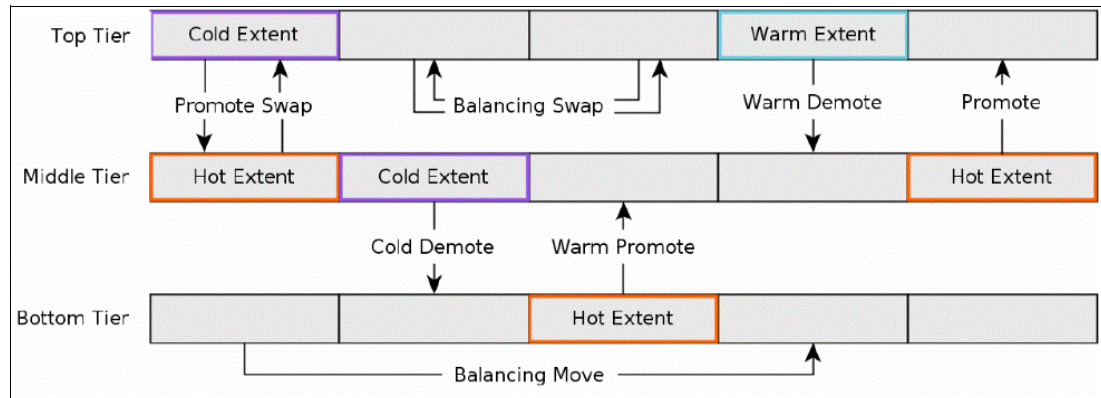 Top Tier Cold Extent Warm Extent
Promote Swap Balancing Swap Warm Demote Promote
Middle Tier Hot Extent Cold Extent Hot Extent
Cold Demote Warm Promote
Bottom Tier Hot Extent
Balancing Move